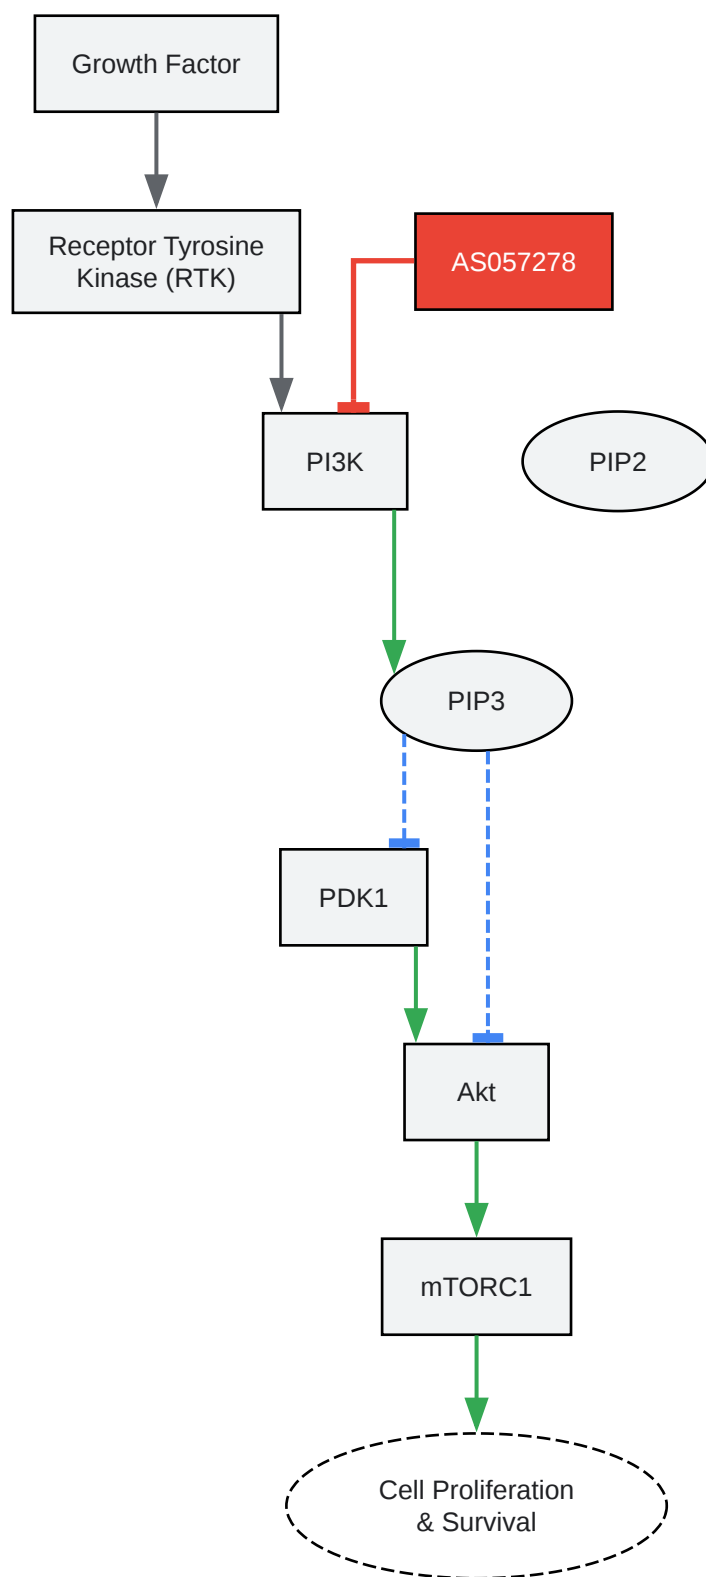 Growth Factor
Receptor Tyrosine
Kinase (RTK)
AS057278
PI3K
PIP2
PIP3
PDK1
Akt
mTORC1
Cell Proliferation
& Survival